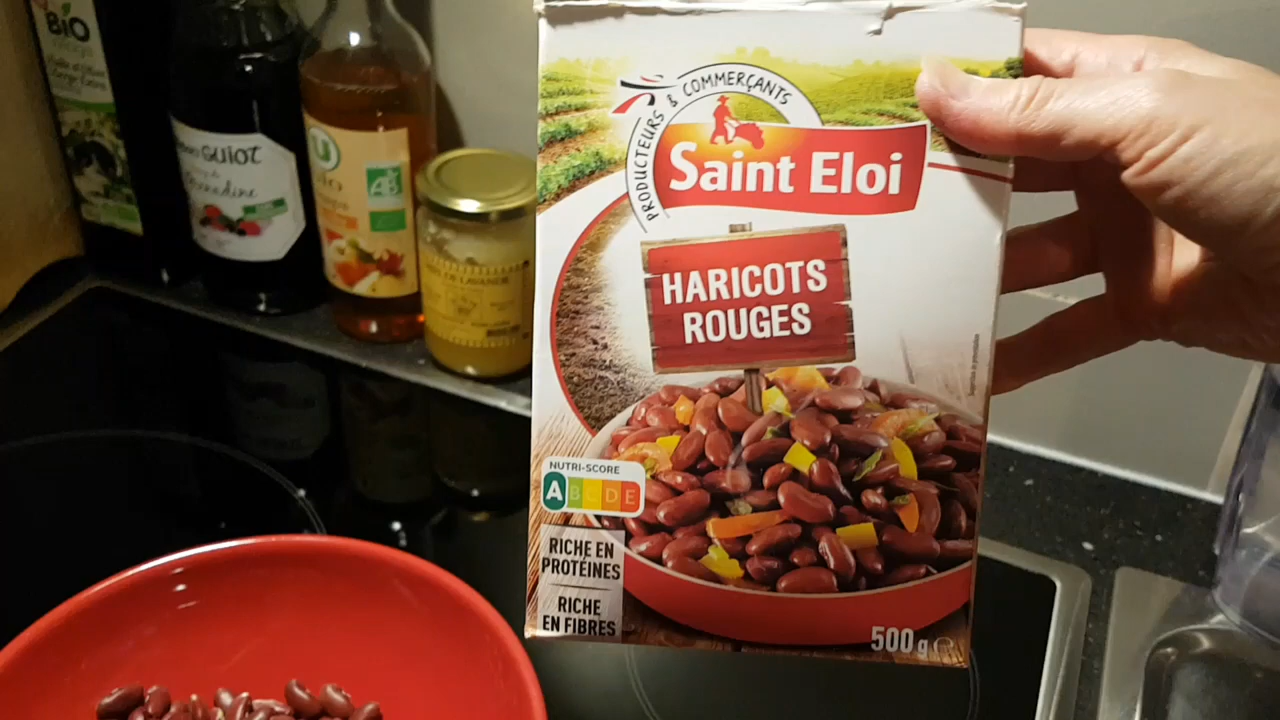 BiO
GUIOT
U
AB
PRODUCTEURS & COMMERÇANTS
Saint Eloi
HARICOTS
ROUGES
NUTRI-SCORE
A B C D E
RICHE EN
PROTÉINES
RICHE
EN FIBRES
500g e